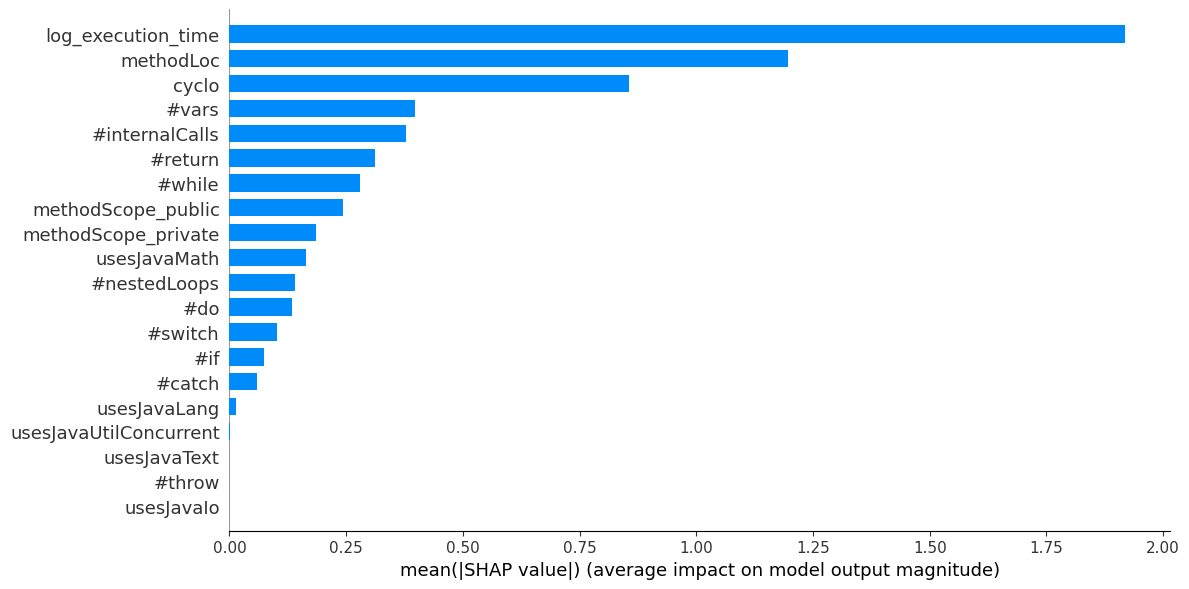 log_execution_time
methodLoc
cyclo
#vars
#internalCalls
#return
#while
methodScope_public
methodScope_private
usesJavaMath
#nestedLoops
#do
#switch
#if
#catch
usesJavaLang
usesJavaUtilConcurrent
usesJavaText
#throw
usesJavaIo
0.00 0.25 0.50 0.75 1.00 1.25 1.50 1.75 2.00
mean(|SHAP value|) (average impact on model output magnitude)